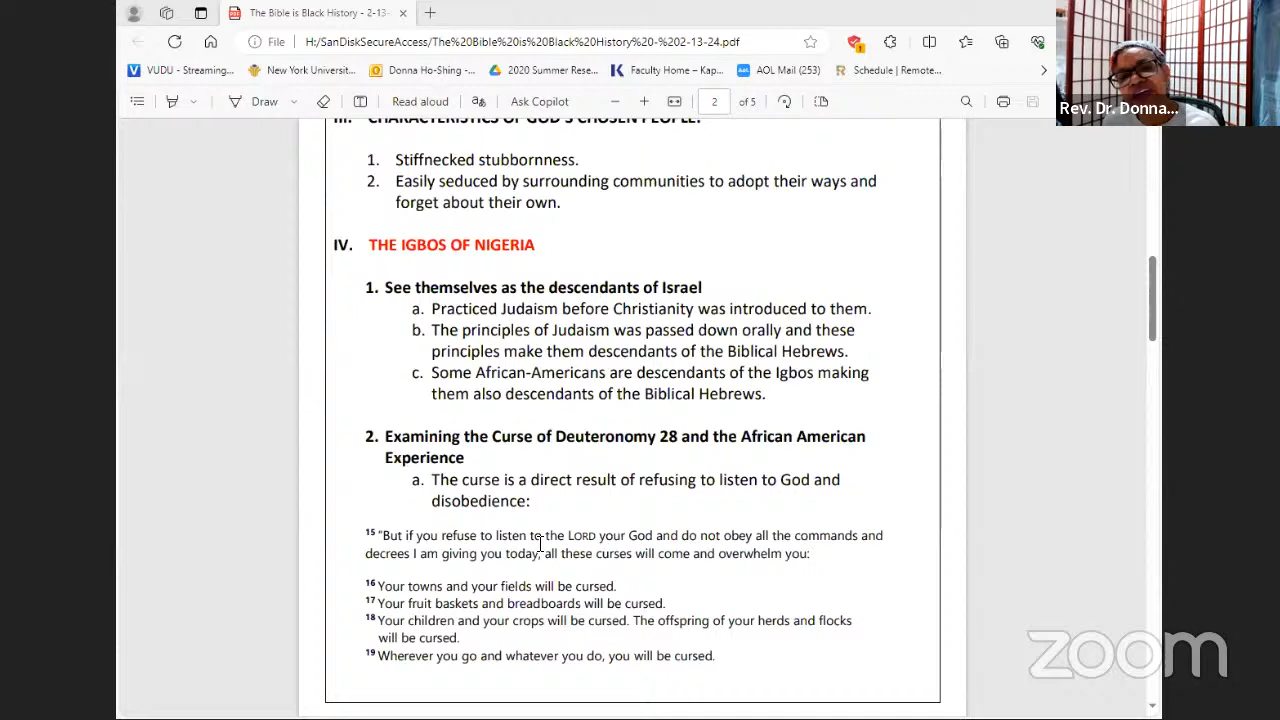 The Bible is Black History - 2-13-
File H:/SanDiskSecureAccess/The%20Bible%20is%20Black%20History%20-%202-13-24.pdf
VUDU - Streaming... New York Universit... Donna Ho-Shing -... 2020 Summer Rese... Faculty Home – Kap... AOL Mail (253) Schedule | Remote...
Draw Read aloud Ask Copilot 2 of 5
Rev. Dr. Donna...
III. CHARACTERISTICS OF GOD'S CHOSEN PEOPLE:
1. Stiffnecked stubbornness.
2. Easily seduced by surrounding communities to adopt their ways and
forget about their own.
IV. THE IGBOS OF NIGERIA
1. See themselves as the descendants of Israel
a. Practiced Judaism before Christianity was introduced to them.
b. The principles of Judaism was passed down orally and these
principles make them descendants of the Biblical Hebrews.
c. Some African-Americans are descendants of the Igbos making
them also descendants of the Biblical Hebrews.
2. Examining the Curse of Deuteronomy 28 and the African American
Experience
a. The curse is a direct result of refusing to listen to God and
disobedience:
15 "But if you refuse to listen to the LORD your God and do not obey all the commands and
decrees I am giving you today, all these curses will come and overwhelm you:
16 Your towns and your fields will be cursed.
17 Your fruit baskets and breadboards will be cursed.
18 Your children and your crops will be cursed. The offspring of your herds and flocks
will be cursed.
19 Wherever you go and whatever you do, you will be cursed.
zoom